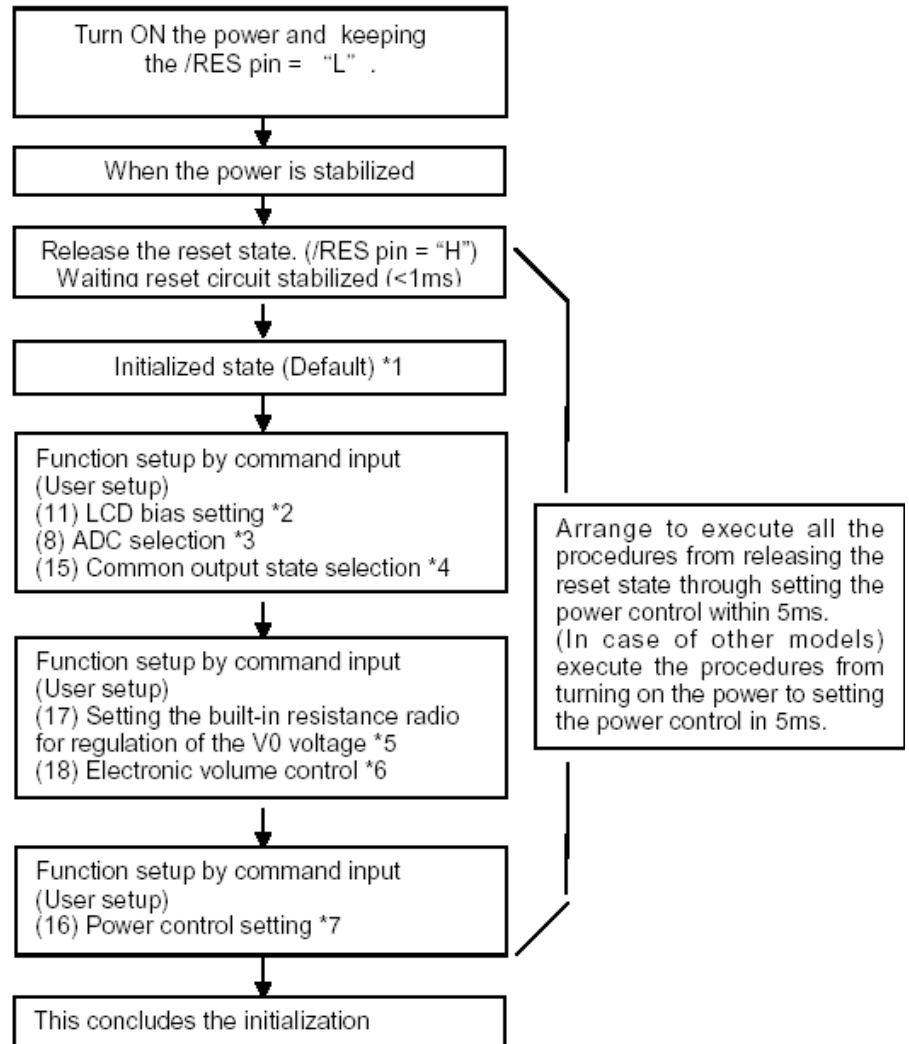 Turn ON the power and keeping
the /RES pin = “L” .
When the power is stabilized
Release the reset state. (/RES pin = “H”)
Waiting reset circuit stabilized (<1ms)
Initialized state (Default) *1
Function setup by command input
(User setup)
(11) LCD bias setting *2
(8) ADC selection *3
(15) Common output state selection *4
Function setup by command input
(User setup)
(17) Setting the built-in resistance radio
for regulation of the V0 voltage *5
(18) Electronic volume control *6
Function setup by command input
(User setup)
(16) Power control setting *7
This concludes the initialization
Arrange to execute all the
procedures from releasing the
reset state through setting the
power control within 5ms.
(In case of other models)
execute the procedures from
turning on the power to setting
the power control in 5ms.